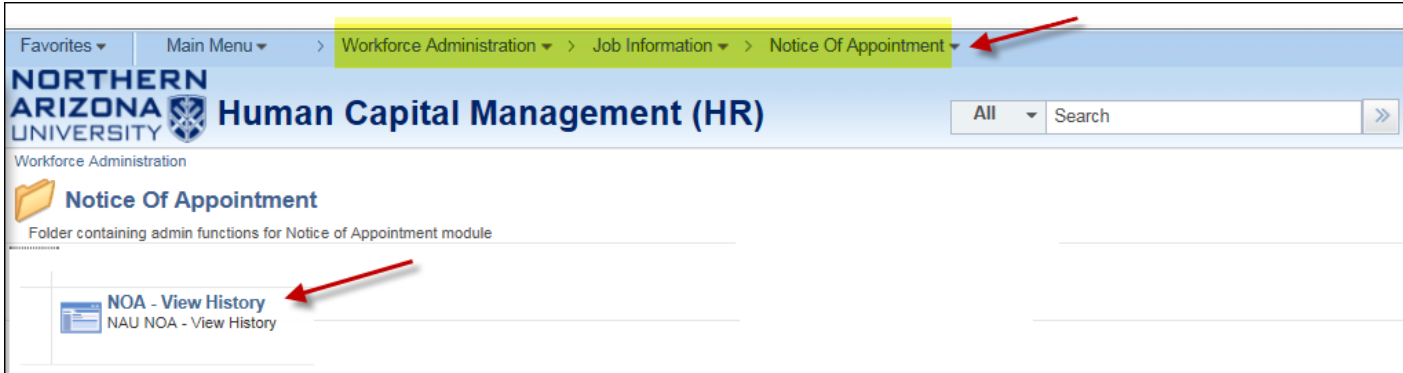 Favorites Main Menu > Workforce Administration > Job Information > Notice Of Appointment
NORTHERN
ARIZONA
UNIVERSITY
Human Capital Management (HR)
All Search
Workforce Administration
Notice Of Appointment
Folder containing admin functions for Notice of Appointment module
NOA - View History
NAU NOA - View History